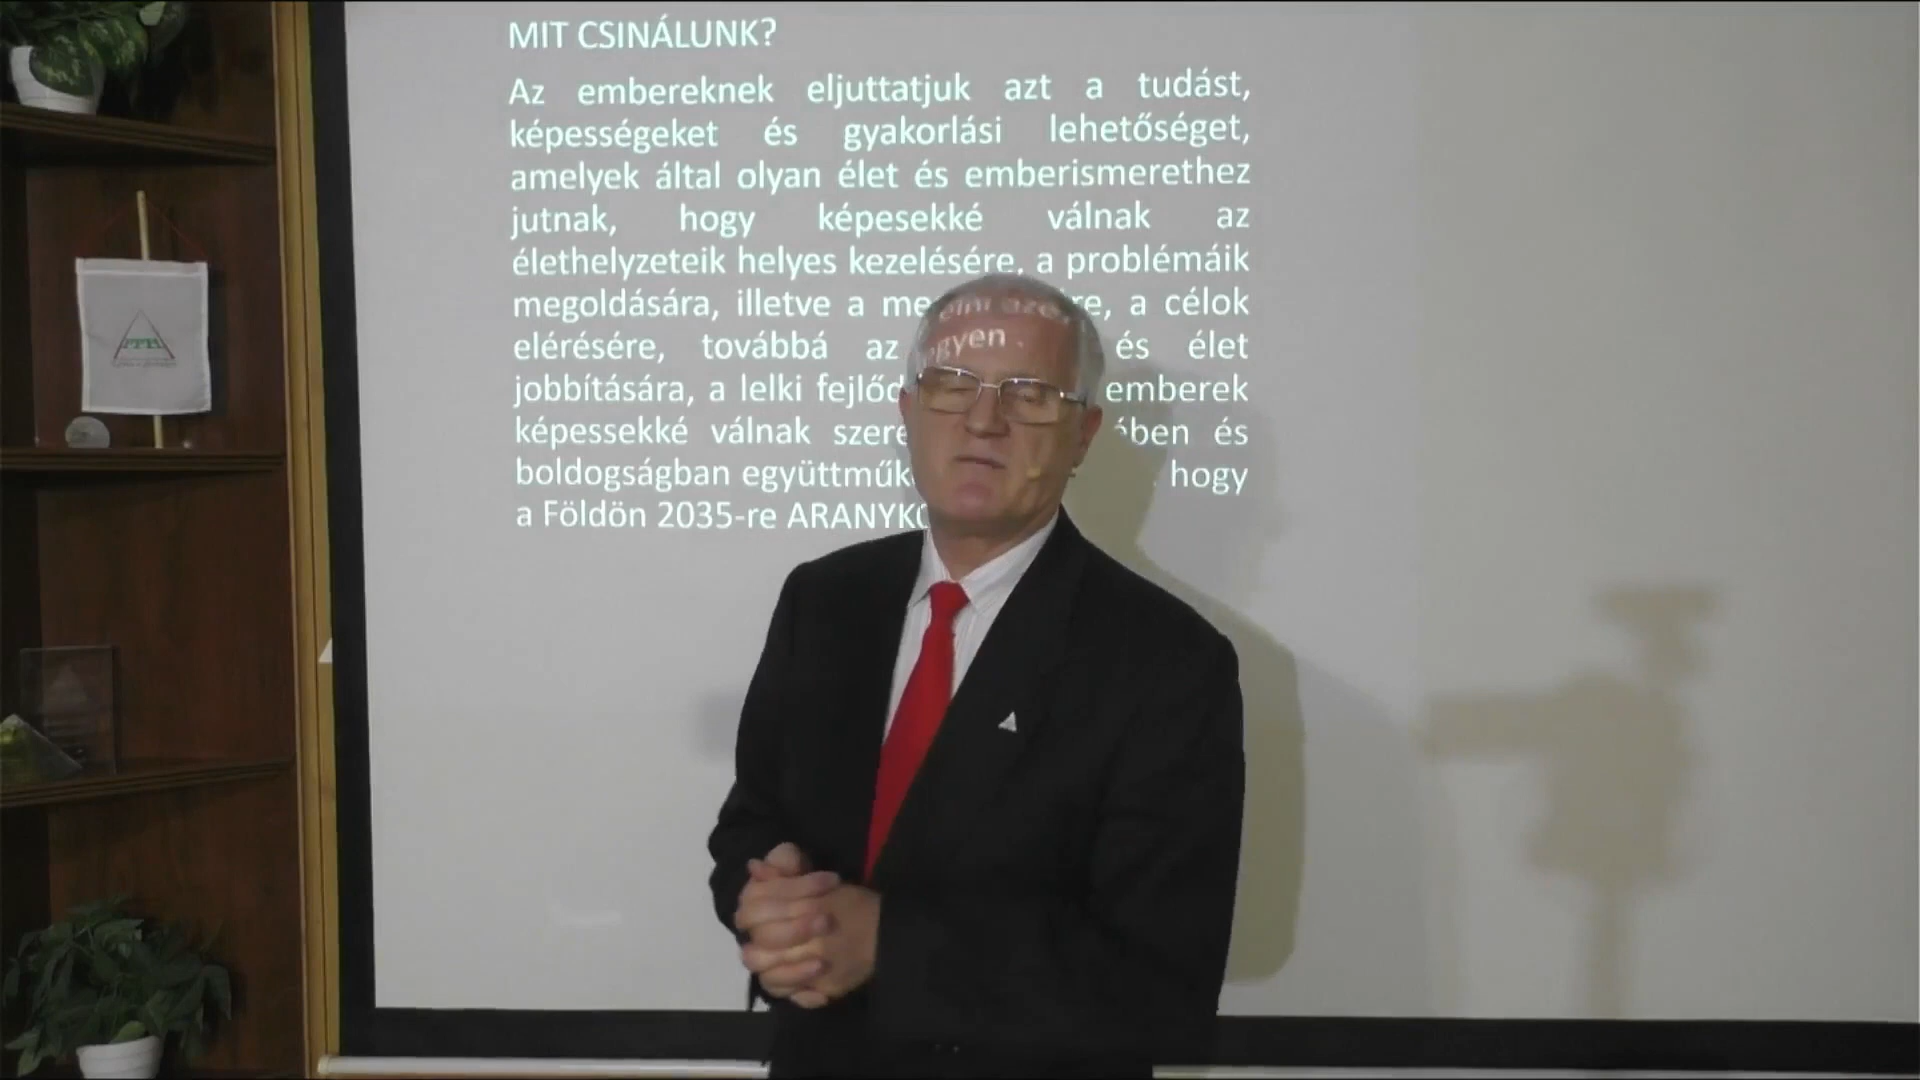 MIT CSINÁLUNK?
Az embereknek eljuttatjuk azt a tudást,
képességeket és gyakorlási lehetőséget,
amelyek által olyan élet és emberismerethez
jutnak, hogy képesekké válnak az
élethelyzeteik helyes kezelésére, a problémáik
megoldására, illetve a a célok
elérésére, továbbá az és élet
jobbítására, a lelki emberek
képessekké válnak és
boldogságban hogy
a Földön 2035-re